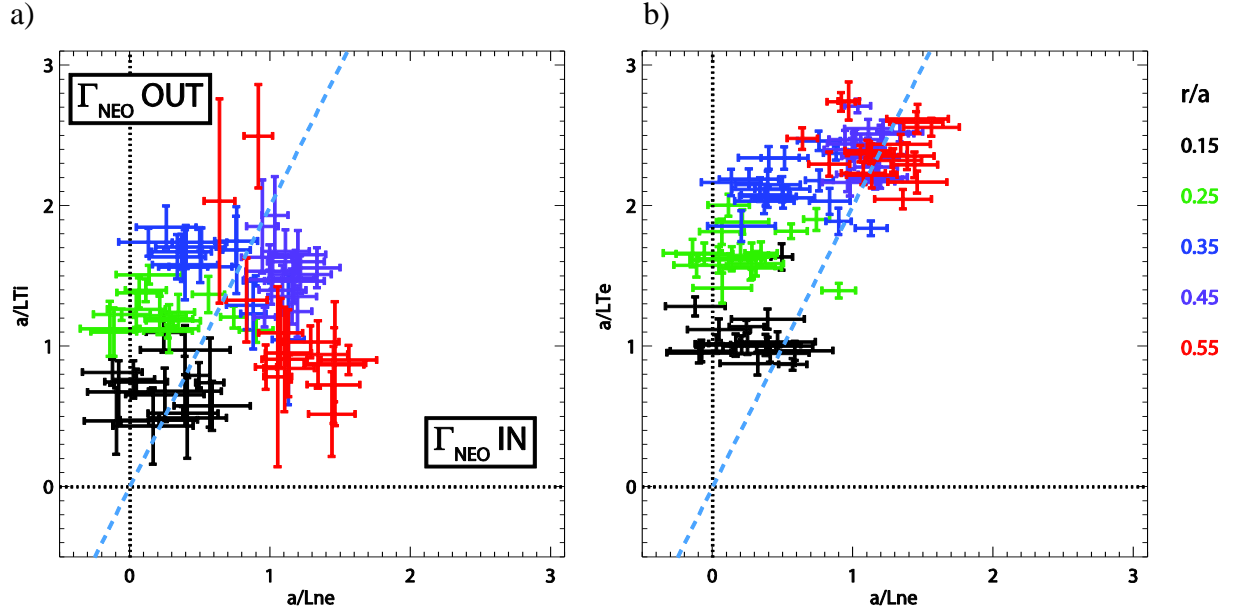 a)
3
2
1
0
a/LTi
Γ_NEO OUT
Γ_NEO IN
0 1 2 3
a/Lne
b)
3
2
1
0
a/LTe
0 1 2 3
a/Lne
r/a
0.15
0.25
0.35
0.45
0.55